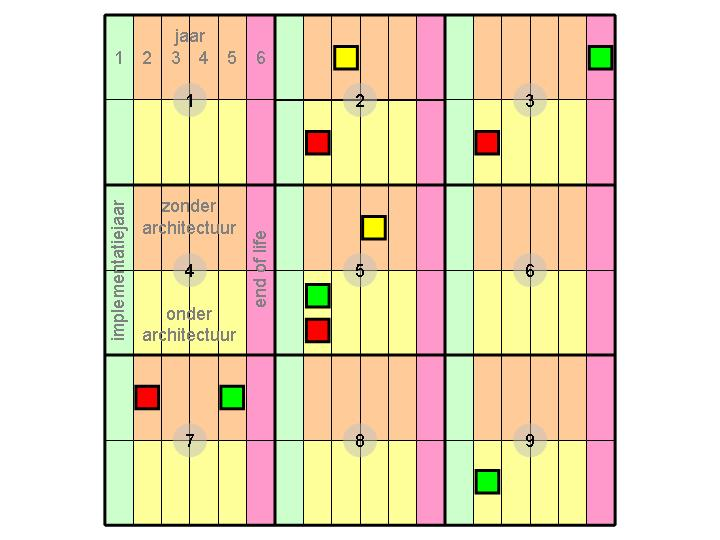 jaar
1 2 3 4 5 6
1
2
3
implementatiejaar
zonder
architectuur
4
onder
architectuur
end of life
5
6
7
8
9